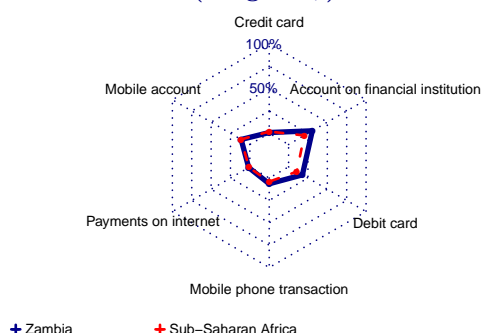 Credit card
100%
Mobile account
50%
Account on financial institution
Payments on internet
Debit card
Mobile phone transaction
Zambia
Sub−Saharan Africa